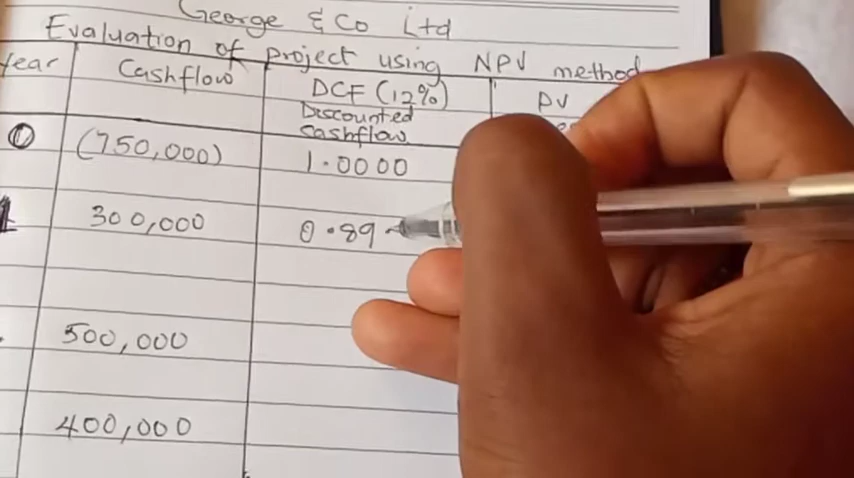 George & Co Ltd
Evaluation of project using NPV method
Year Cashflow DCF (12%) PV
Discounted
Cashflow
0 (750,000) 1.0000
1 300,000 0.89
500,000
400,000